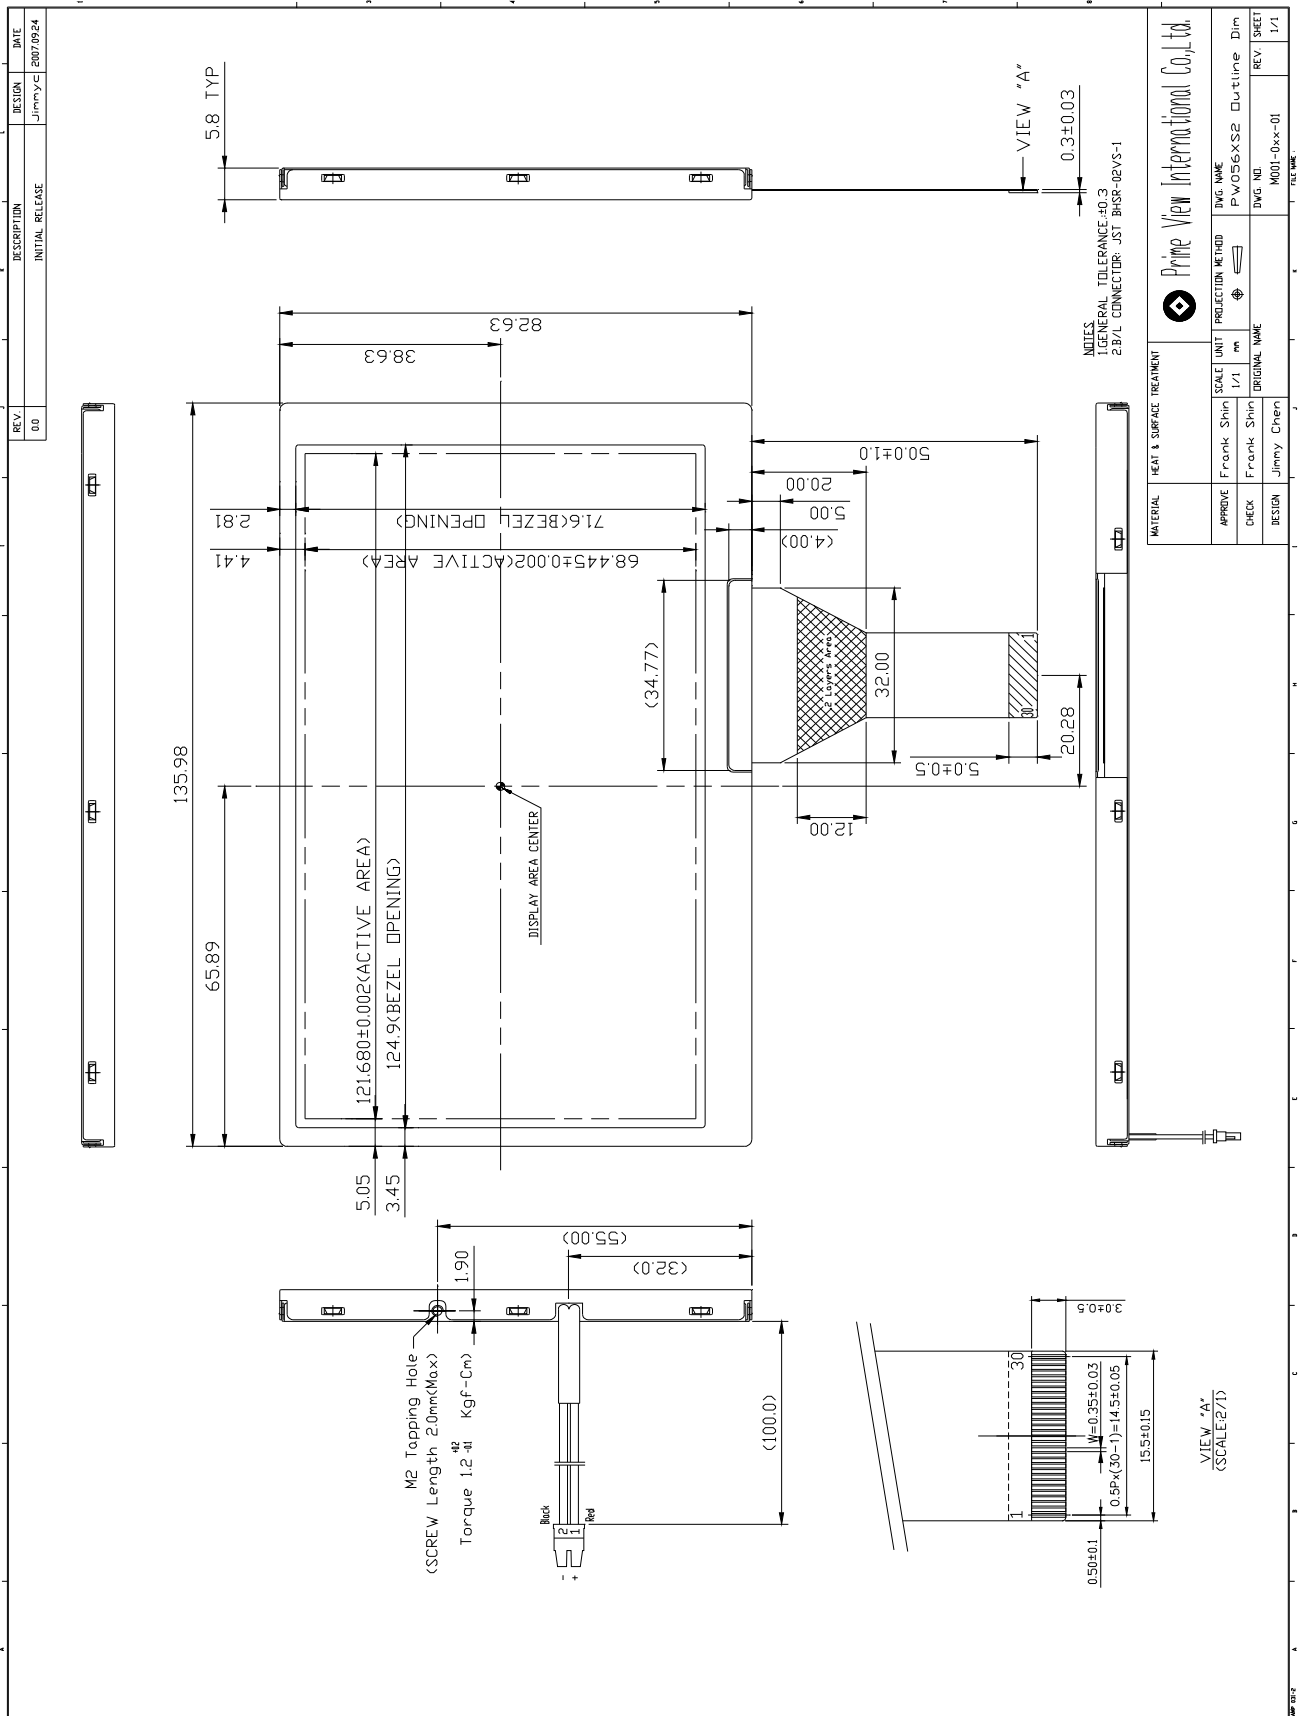 REV.
DESCRIPTION
DESIGN
DATE
0.0
INITIAL RELEASE
Jimmyc
2007.09.24
5.8 TYP
VIEW "A"
0.3±0.03
82.63
38.63
135.98
65.89
2.81
71.6(BEZEL OPENING)
4.41
68.445±0.002(ACTIVE AREA)
121.680±0.002(ACTIVE AREA)
124.9(BEZEL OPENING)
5.05
3.45
DISPLAY AREA CENTER
50.0±1.0
20.00
5.00
(4.00)
(34.77)
2 Layers Area
32.00
12.00
5.0±0.5
20.28
30
1
(55.00)
(32.0)
1.90
M2 Tapping Hole
(SCREW Length 2.0mm(Max)
Torque 1.2 +0.2 -0.1 Kgf-Cm)
(100.0)
Black
Red
2
1
-
+
3.0±0.5
1
30
W=0.35±0.03
0.5Px(30-1)=14.5±0.05
15.5±0.15
0.50±0.1
VIEW "A"
(SCALE:2/1)
NOTES
1.GENERAL TOLERANCE:±0.3
2.B/L CONNECTOR: JST BHSR-02VS-1
MATERIAL
HEAT & SURFACE TREATMENT
Prime View International Co.,Ltd.
APPROVE
Frank Shin
SCALE
1/1
UNIT
mm
PROJECTION METHOD
DWG. NAME
PW056XS2 Outline Dim
CHECK
Frank Shin
DESIGN
Jimmy Chen
ORIGINAL NAME
DWG. NO.
M001-0xx-01
REV.
SHEET
1/1
FILE NAME :